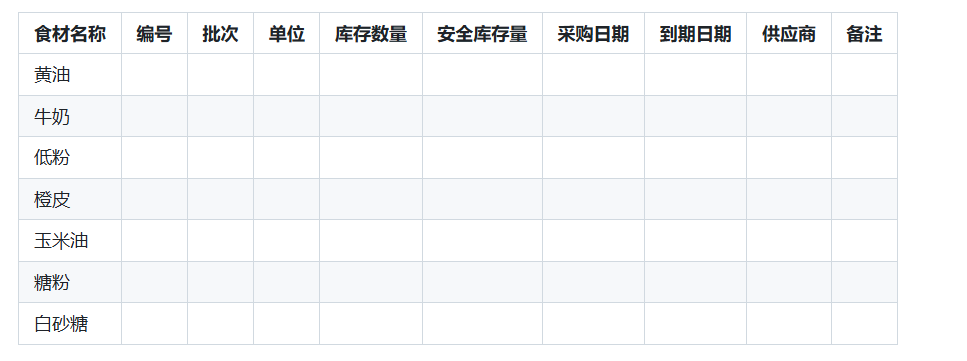 食材名称 编号 批次 单位 库存数量 安全库存量 采购日期 到期日期 供应商 备注
黄油
牛奶
低粉
橙皮
玉米油
糖粉
白砂糖